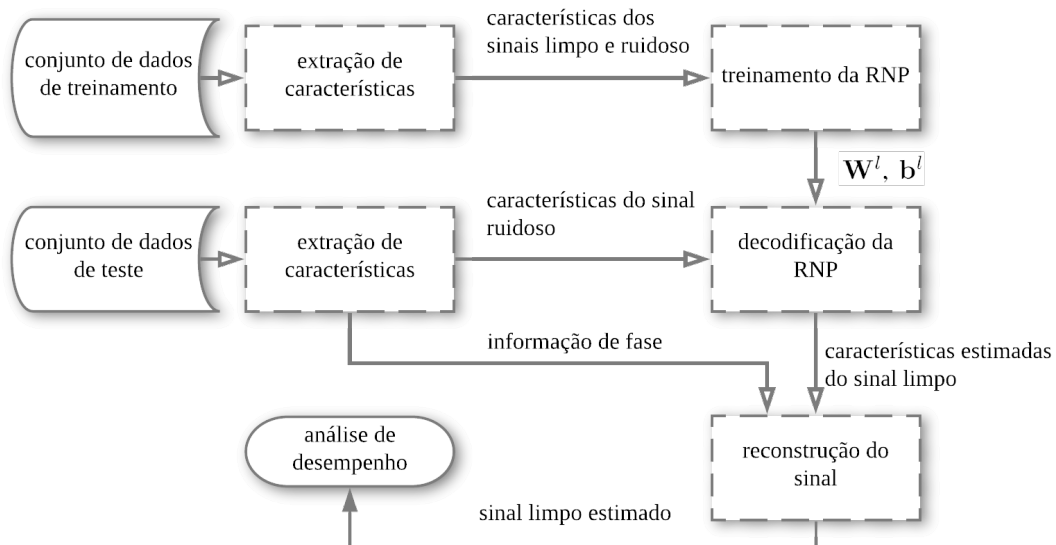 características dos
sinais limpo e ruidoso
conjunto de dados
de treinamento
extração de
características
treinamento da RNP
W^l, b^l
características do sinal
ruidoso
conjunto de dados
de teste
extração de
características
decodificação da
RNP
informação de fase
características estimadas
do sinal limpo
análise de
desempenho
reconstrução do
sinal
sinal limpo estimado